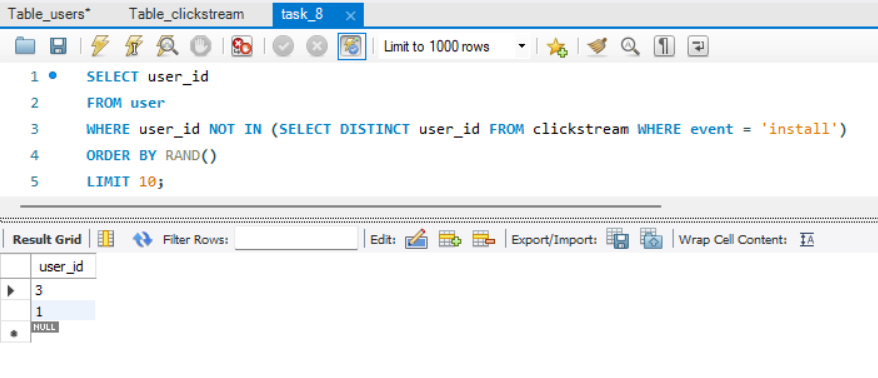 Table_users* Table_clickstream task_8
Limit to 1000 rows
1 SELECT user_id
2 FROM user
3 WHERE user_id NOT IN (SELECT DISTINCT user_id FROM clickstream WHERE event = 'install')
4 ORDER BY RAND()
5 LIMIT 10;
Result Grid Filter Rows: Edit: Export/Import: Wrap Cell Content: IA
user_id
3
1
NULL